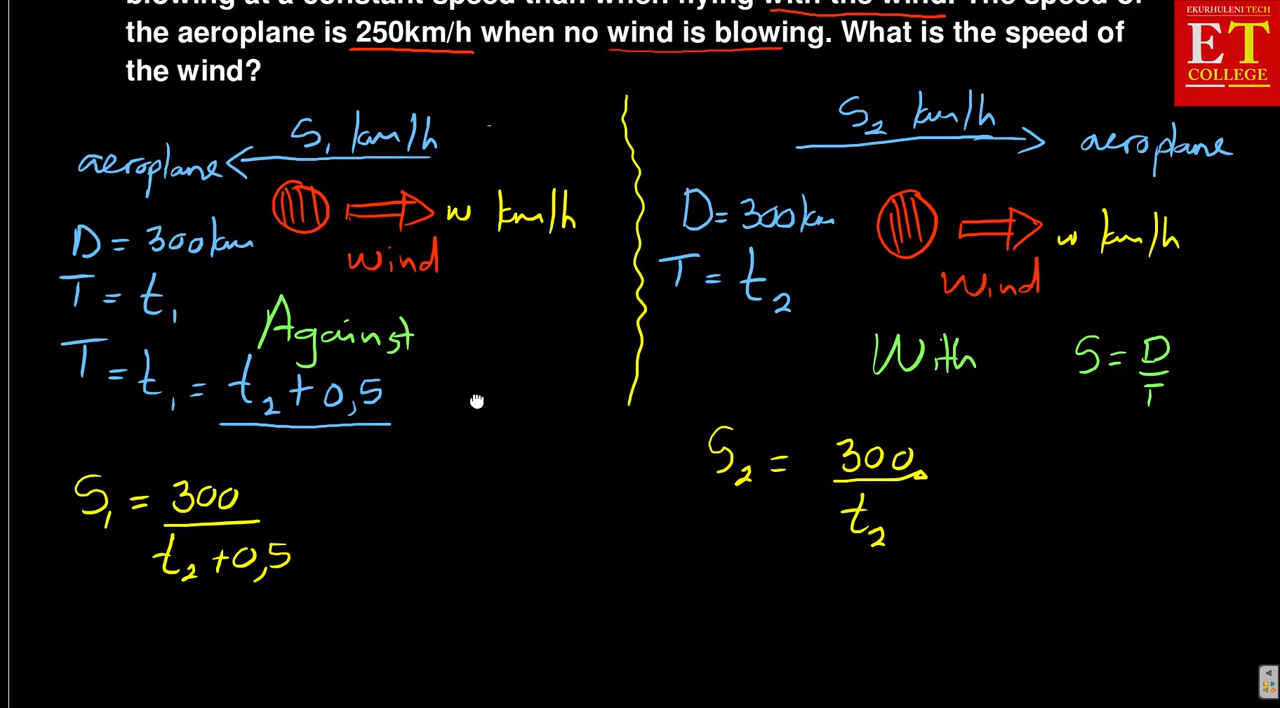 blowing at a constant speed than when flying with the wind. The speed of
the aeroplane is 250km/h when no wind is blowing. What is the speed of
the wind?
EKURHULENI TECH
ET
COLLEGE
S₁ km/h
aeroplane
w km/h
wind
D = 300km
T = t₁
Against
T = t₁ = t₂ + 0,5
S₁ = 300
t₂ + 0,5
S₂ km/h
aeroplane
D = 300km
w km/h
T = t₂
Wind
With
S = D
T
S₂ = 300
t₂